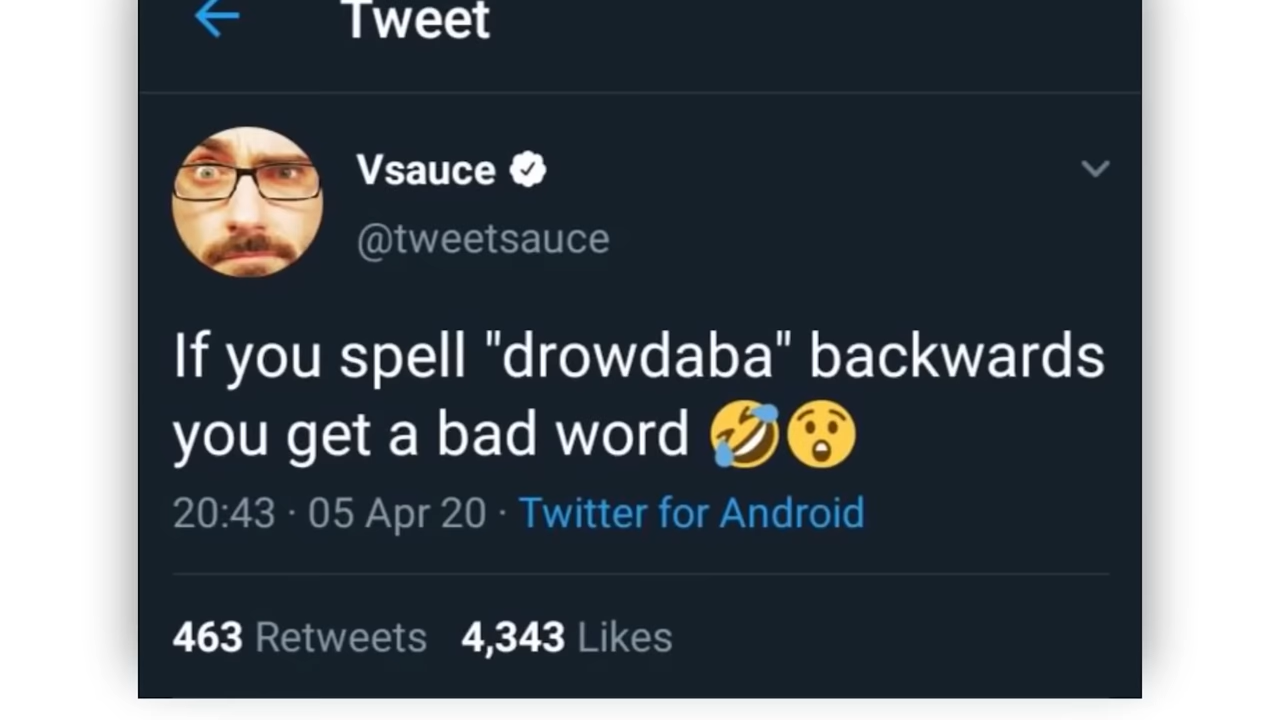 Tweet
Vsauce
@tweetsauce
If you spell "drowdaba" backwards
you get a bad word 🤣😲
20:43 · 05 Apr 20 · Twitter for Android
463 Retweets 4,343 Likes